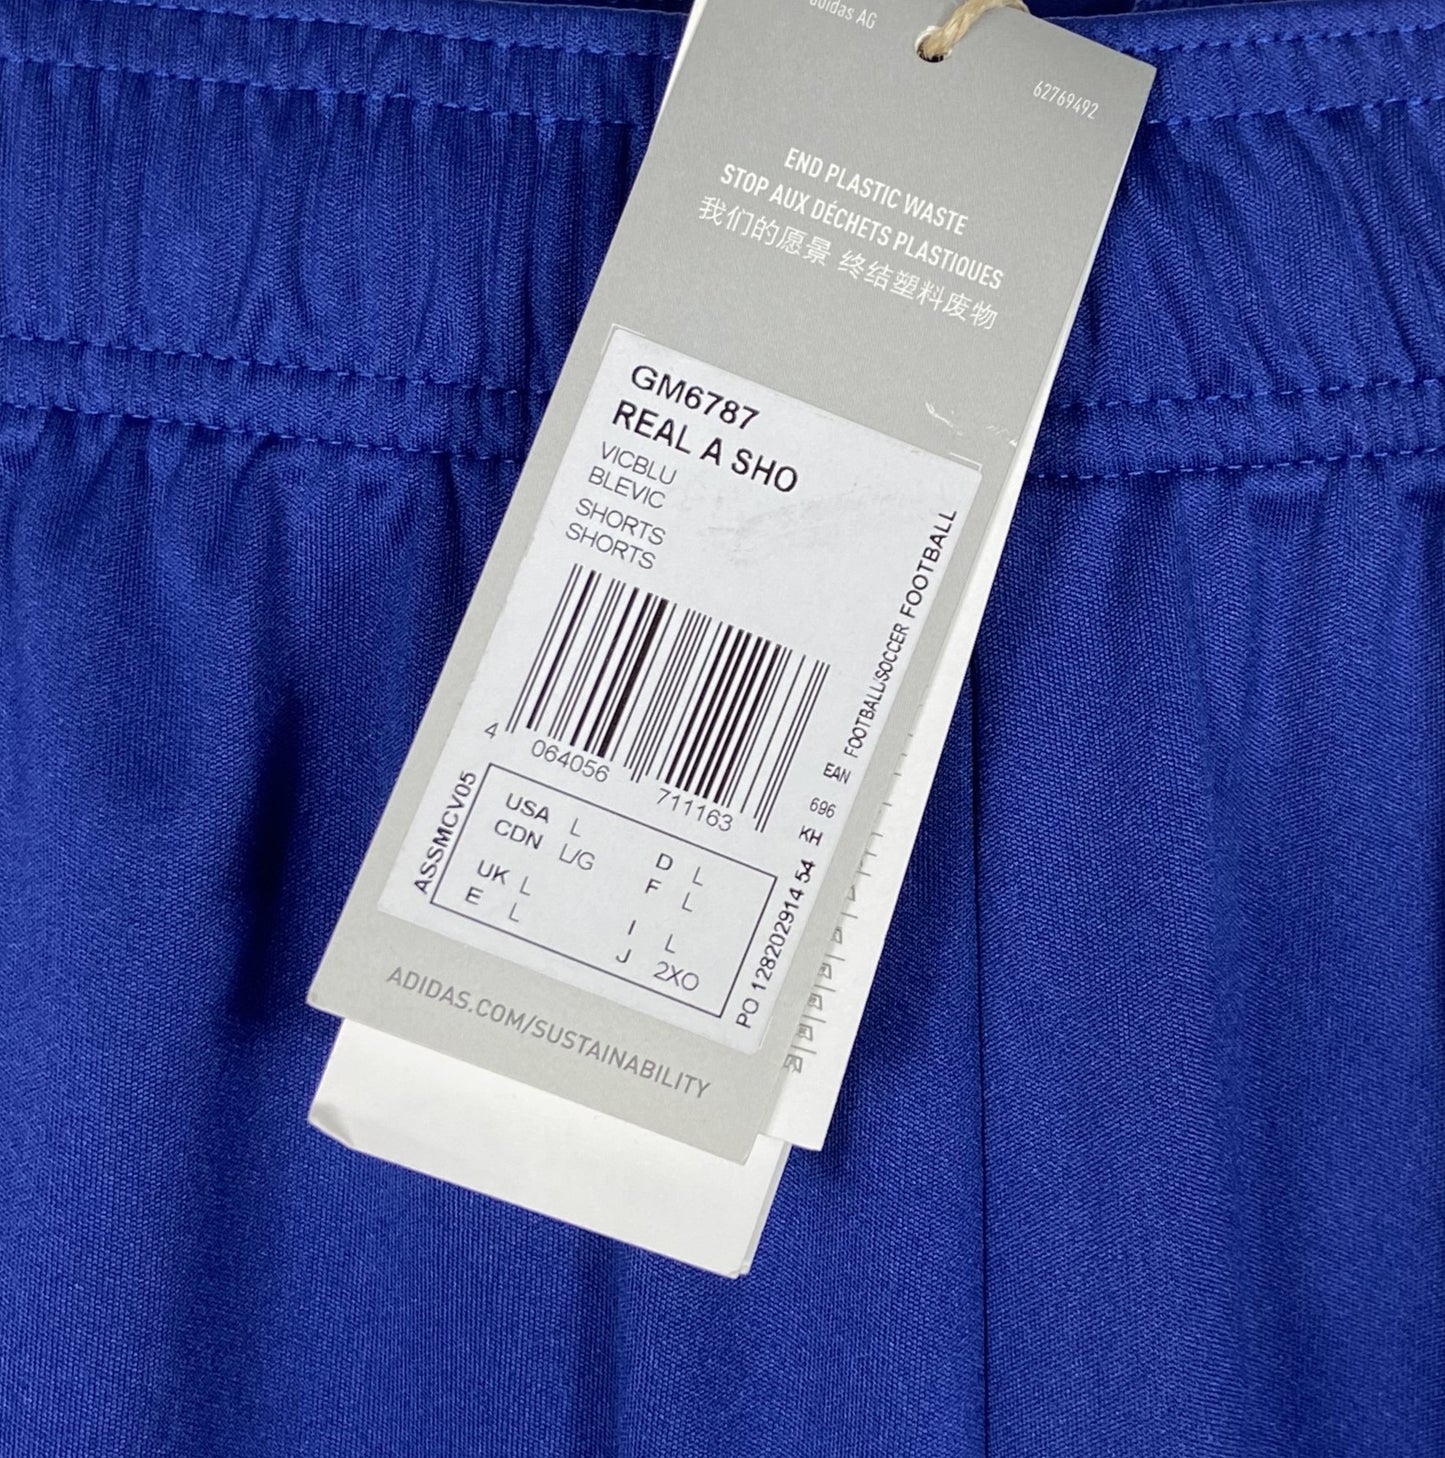 adidas AG
62769492
END PLASTIC WASTE
STOP AUX DÉCHETS PLASTIQUES
我们的愿景 终结塑料废物
GM6787
REAL A SHO
VICBLU
BLEVIC
SHORTS
SHORTS
FOOTBALL/SOCCER FOOTBALL
4 064056 711163
EAN
696
KH
ASSMCV05
USA L
CDN L/G
UK L
E L
D L
F L
I L
J 2XO
PO 128202914 54
ADIDAS.COM/SUSTAINABILITY